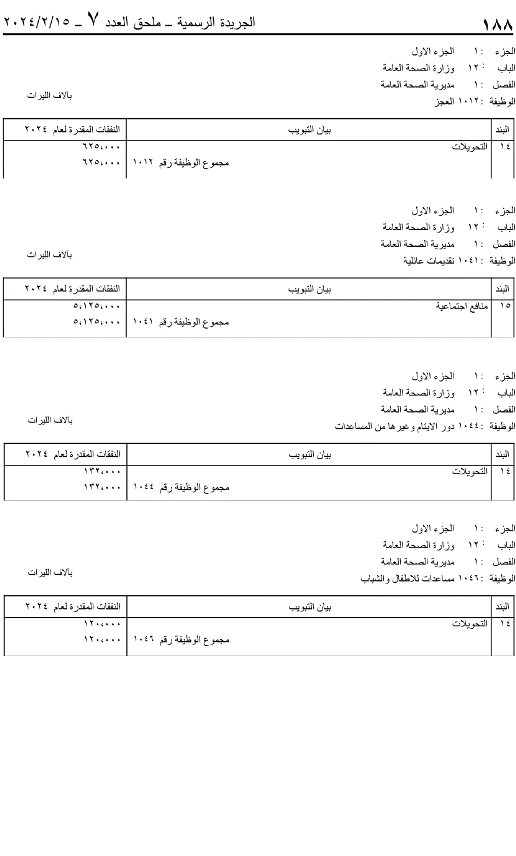 ١٨٨ الجريدة الرسمية – ملحق العدد ٧ – ٢٠٢٤/٢/١٥
الجزء : ١ الجزء الاول
الباب : ١٢ وزارة الصحة العامة
الفصل : ١ مديرية الصحة العامة
الوظيفة : ١٠١٢ العجز
بآلاف الليرات
البند بيان التبويب النفقات المقدرة لعام ٢٠٢٤
١٤ التحويلات ٦٢٥،٠٠٠
مجموع الوظيفة رقم ١٠١٢ ٦٢٥،٠٠٠
الجزء : ١ الجزء الاول
الباب : ١٢ وزارة الصحة العامة
الفصل : ١ مديرية الصحة العامة
الوظيفة : ١٠٤١ تقديمات عائلية
بآلاف الليرات
البند بيان التبويب النفقات المقدرة لعام ٢٠٢٤
١٥ منافع اجتماعية ٥،١٢٥،٠٠٠
مجموع الوظيفة رقم ١٠٤١ ٥،١٢٥،٠٠٠
الجزء : ١ الجزء الاول
الباب : ١٢ وزارة الصحة العامة
الفصل : ١ مديرية الصحة العامة
الوظيفة : ١٠٤٤ دور الايتام وغيرها من المساعدات
بآلاف الليرات
البند بيان التبويب النفقات المقدرة لعام ٢٠٢٤
١٤ التحويلات ١٣٢،٠٠٠
مجموع الوظيفة رقم ١٠٤٤ ١٣٢،٠٠٠
الجزء : ١ الجزء الاول
الباب : ١٢ وزارة الصحة العامة
الفصل : ١ مديرية الصحة العامة
الوظيفة : ١٠٤٦ مساعدات للاطفال والشباب
بآلاف الليرات
البند بيان التبويب النفقات المقدرة لعام ٢٠٢٤
١٤ التحويلات ١٢٠،٠٠٠
مجموع الوظيفة رقم ١٠٤٦ ١٢٠،٠٠٠